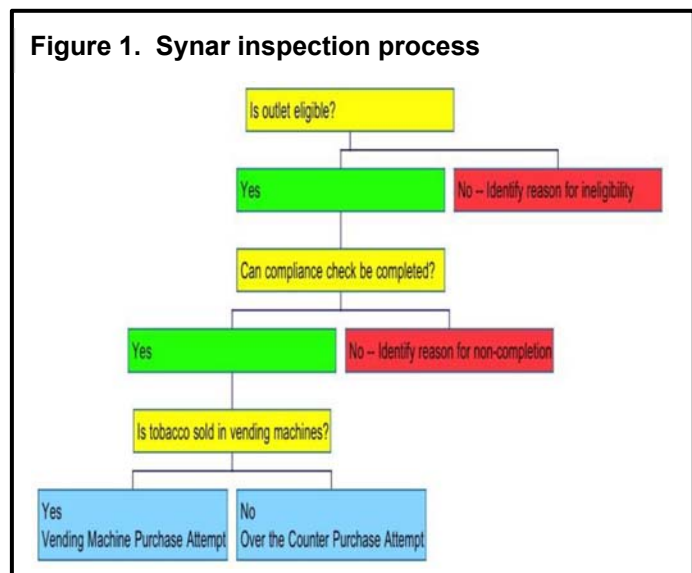 Figure 1. Synar inspection process
Is outlet eligible?
Yes
No -- Identify reason for ineligibility
Can compliance check be completed?
Yes
No -- Identify reason for non-completion
Is tobacco sold in vending machines?
Yes
Vending Machine Purchase Attempt
No
Over the Counter Purchase Attempt